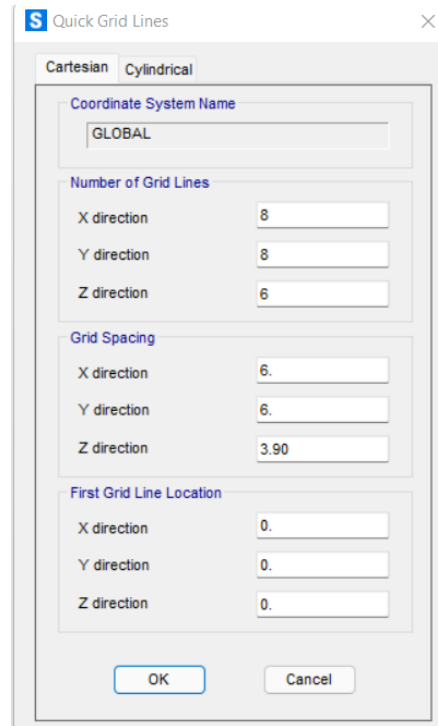 S Quick Grid Lines
Cartesian Cylindrical
Coordinate System Name
GLOBAL
Number of Grid Lines
X direction 8
Y direction 8
Z direction 6
Grid Spacing
X direction 6.
Y direction 6.
Z direction 3.90
First Grid Line Location
X direction 0.
Y direction 0.
Z direction 0.
OK Cancel